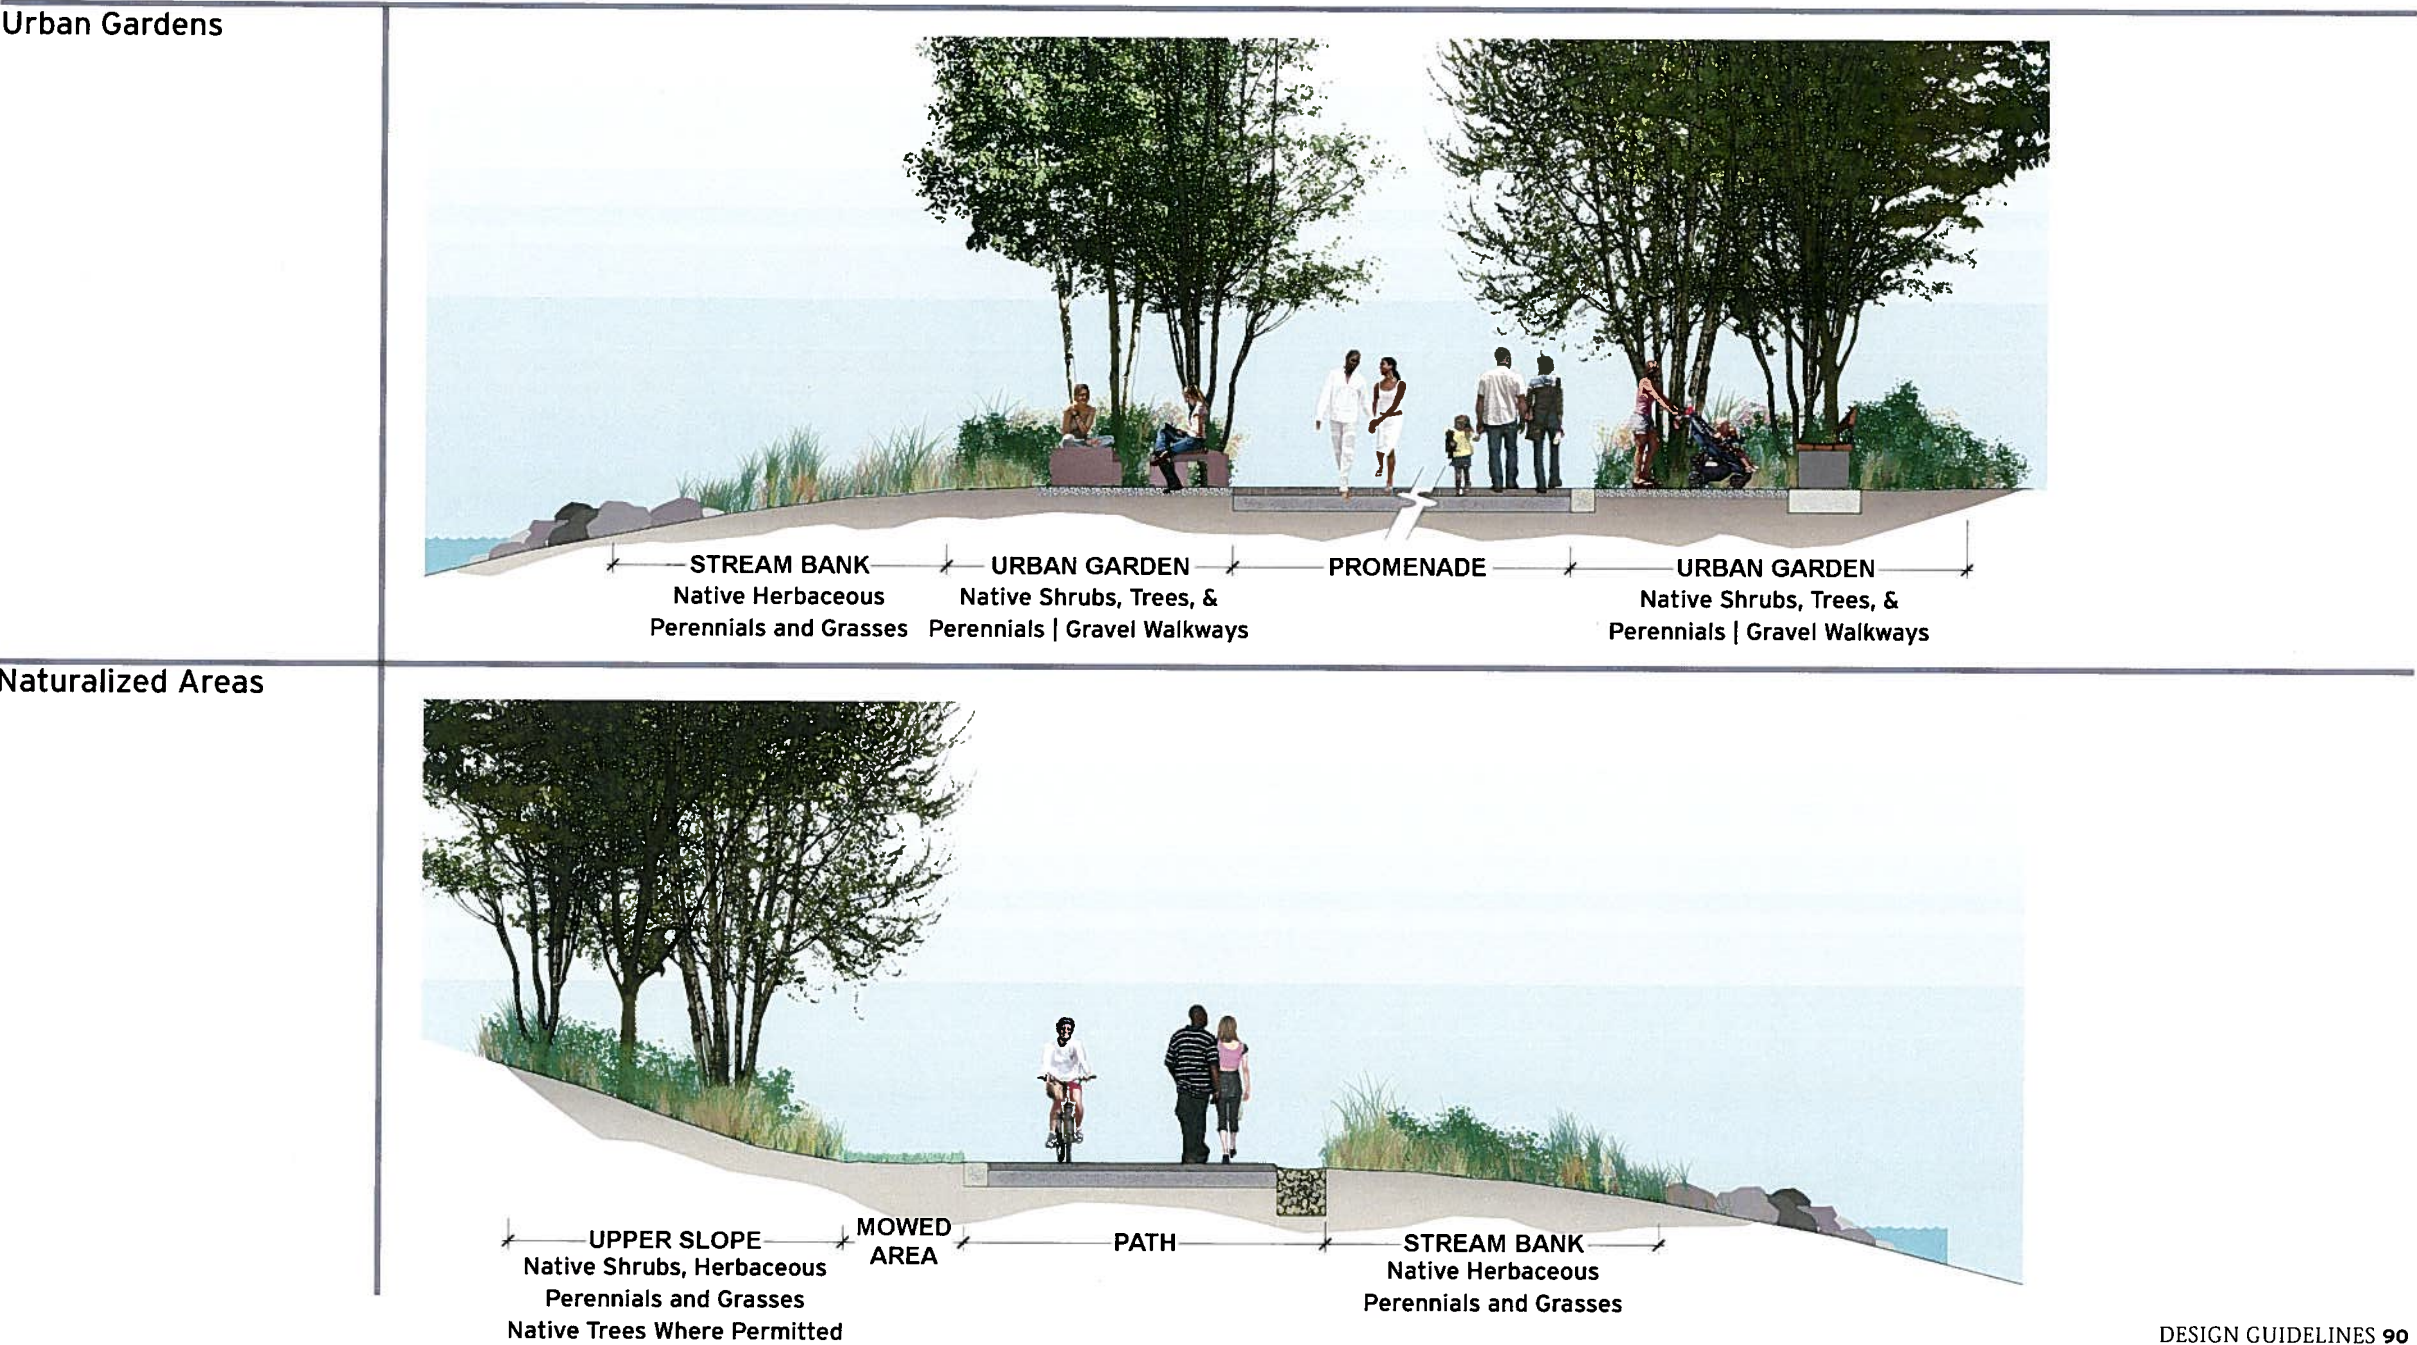 Urban Gardens
STREAM BANK
Native Herbaceous
Perennials and Grasses
URBAN GARDEN
Native Shrubs, Trees, &
Perennials | Gravel Walkways
PROMENADE
URBAN GARDEN
Native Shrubs, Trees, &
Perennials | Gravel Walkways
Naturalized Areas
UPPER SLOPE
Native Shrubs, Herbaceous
Perennials and Grasses
Native Trees Where Permitted
MOWED
AREA
PATH
STREAM BANK
Native Herbaceous
Perennials and Grasses
DESIGN GUIDELINES 90